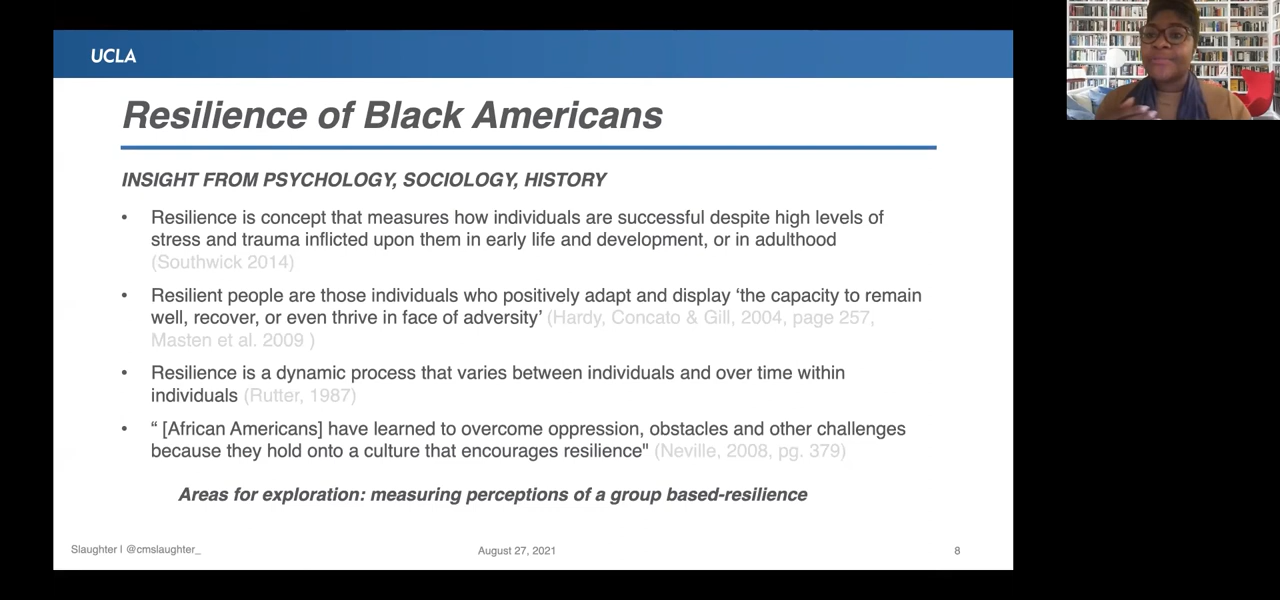 UCLA
Resilience of Black Americans
INSIGHT FROM PSYCHOLOGY, SOCIOLOGY, HISTORY
• Resilience is concept that measures how individuals are successful despite high levels of
stress and trauma inflicted upon them in early life and development, or in adulthood
(Southwick 2014)
• Resilient people are those individuals who positively adapt and display ‘the capacity to remain
well, recover, or even thrive in face of adversity’ (Hardy, Concato & Gill, 2004, page 257,
Masten et al. 2009 )
• Resilience is a dynamic process that varies between individuals and over time within
individuals (Rutter, 1987)
• “ [African Americans] have learned to overcome oppression, obstacles and other challenges
because they hold onto a culture that encourages resilience" (Neville, 2008, pg. 379)
Areas for exploration: measuring perceptions of a group based-resilience
Slaughter I @cmslaughter_ August 27, 2021 8